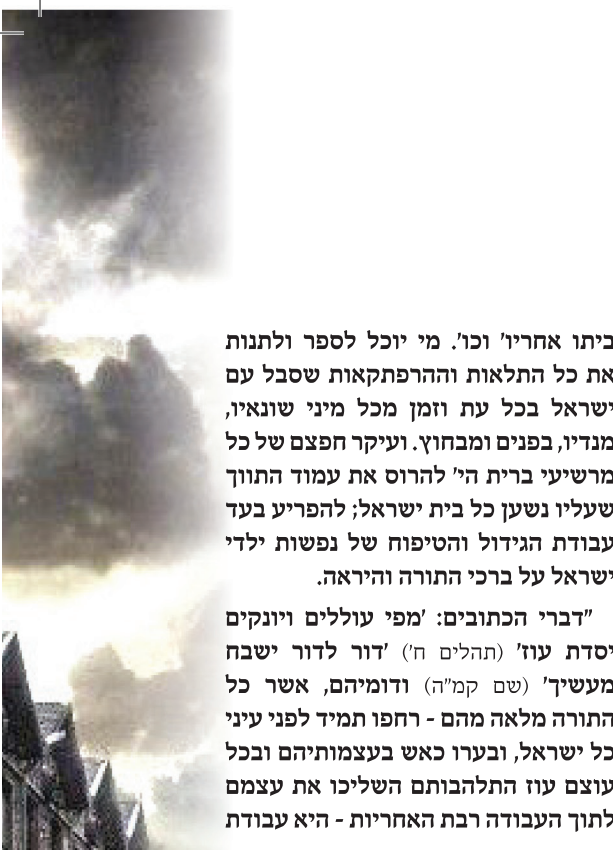 ביתו אחריו' וכו'. מי יוכל לספר ולתנות
את כל התלאות וההרפתקאות שסבל עם
ישראל בכל עת וזמן מכל מיני שונאיו,
מנדיו, בפנים ומבחוץ. ועיקר חפצם של כל
מרשיעי ברית הי' להרוס את עמוד התווך
שעליו נשען כל בית ישראל; להפריע בעד
עבודת הגידול והטיפוח של נפשות ילדי
ישראל על ברכי התורה והיראה.
"דברי הכתובים: 'מפי עוללים ויונקים
יסדת עוז' (תהלים ח') 'דור לדור ישבח
מעשיך' (שם קמ"ה) ודומיהם, אשר כל
התורה מלאה מהם - רחפו תמיד לפני עיני
כל ישראל, ובערו כאש בעצמותיהם ובכל
עוצם עוז התלהבותם השליכו את עצמם
לתוך העבודה רבת האחריות - היא עבודת